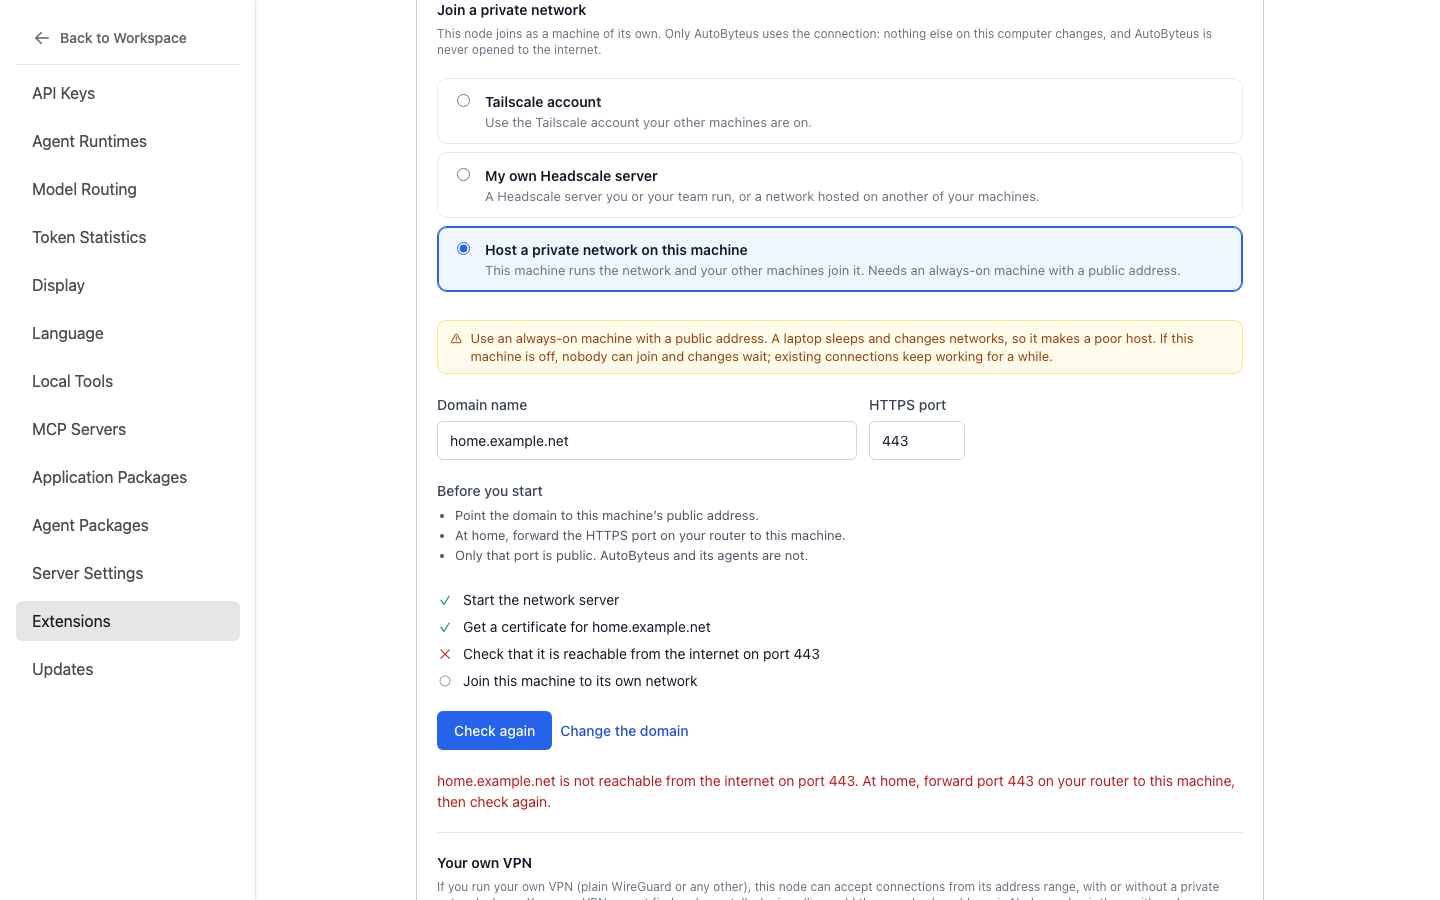 Back to Workspace
API Keys
Agent Runtimes
Model Routing
Token Statistics
Display
Language
Local Tools
MCP Servers
Application Packages
Agent Packages
Server Settings
Extensions
Updates
Join a private network
This node joins as a machine of its own. Only AutoByteus uses the connection: nothing else on this computer changes, and AutoByteus is
never opened to the internet.
Tailscale account
Use the Tailscale account your other machines are on.
My own Headscale server
A Headscale server you or your team run, or a network hosted on another of your machines.
Host a private network on this machine
This machine runs the network and your other machines join it. Needs an always-on machine with a public address.
Use an always-on machine with a public address. A laptop sleeps and changes networks, so it makes a poor host. If this
machine is off, nobody can join and changes wait; existing connections keep working for a while.
Domain name
HTTPS port
home.example.net
443
Before you start
• Point the domain to this machine’s public address.
• At home, forward the HTTPS port on your router to this machine.
• Only that port is public. AutoByteus and its agents are not.
Start the network server
Get a certificate for home.example.net
Check that it is reachable from the internet on port 443
Join this machine to its own network
Check again
Change the domain
home.example.net is not reachable from the internet on port 443. At home, forward port 443 on your router to this machine,
then check again.
Your own VPN
If you run your own VPN (plain WireGuard or any other), this node can accept connections from its address range, with or without a private